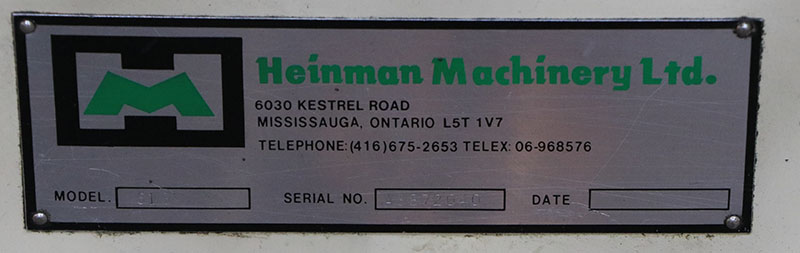 Heinman Machinery Ltd.
6030 KESTREL ROAD
MISSISSAUGA, ONTARIO L5T 1V7
TELEPHONE:(416)675-2653 TELEX: 06-968576
MODEL. SERIAL NO. DATE